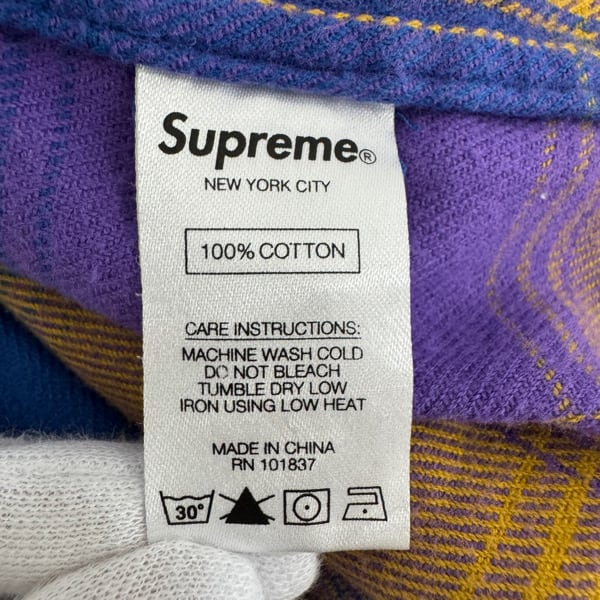 Supreme®
NEW YORK CITY
100% COTTON
CARE INSTRUCTIONS:
MACHINE WASH COLD
DO NOT BLEACH
TUMBLE DRY LOW
IRON USING LOW HEAT
MADE IN CHINA
RN 101837
30°